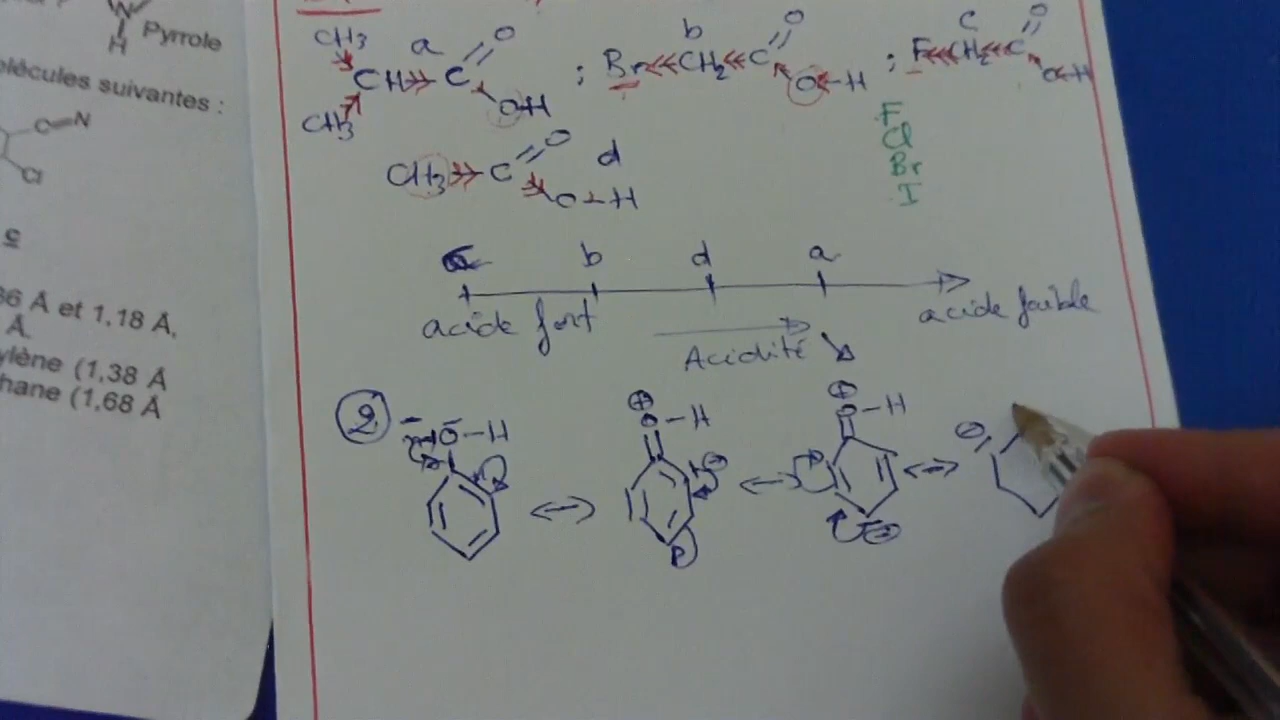 N
H
Pyrrole
olécules suivantes :
C=N
Cl
ς
36 Å et 1,18 Å,
Å.
ylène (1,38 Å
hane (1,68 Å
a b c
CH3 CH C O OH CH3 ; Br CH2 C O O-H ; F CH2 C O O-H
F
Cl
Br
I
CH3 C O O-H d
b d a
acide fort acide faible
Acidité
2 O-H ⊕ O-H ⊖ ⊕ O-H ⊖ ⊖